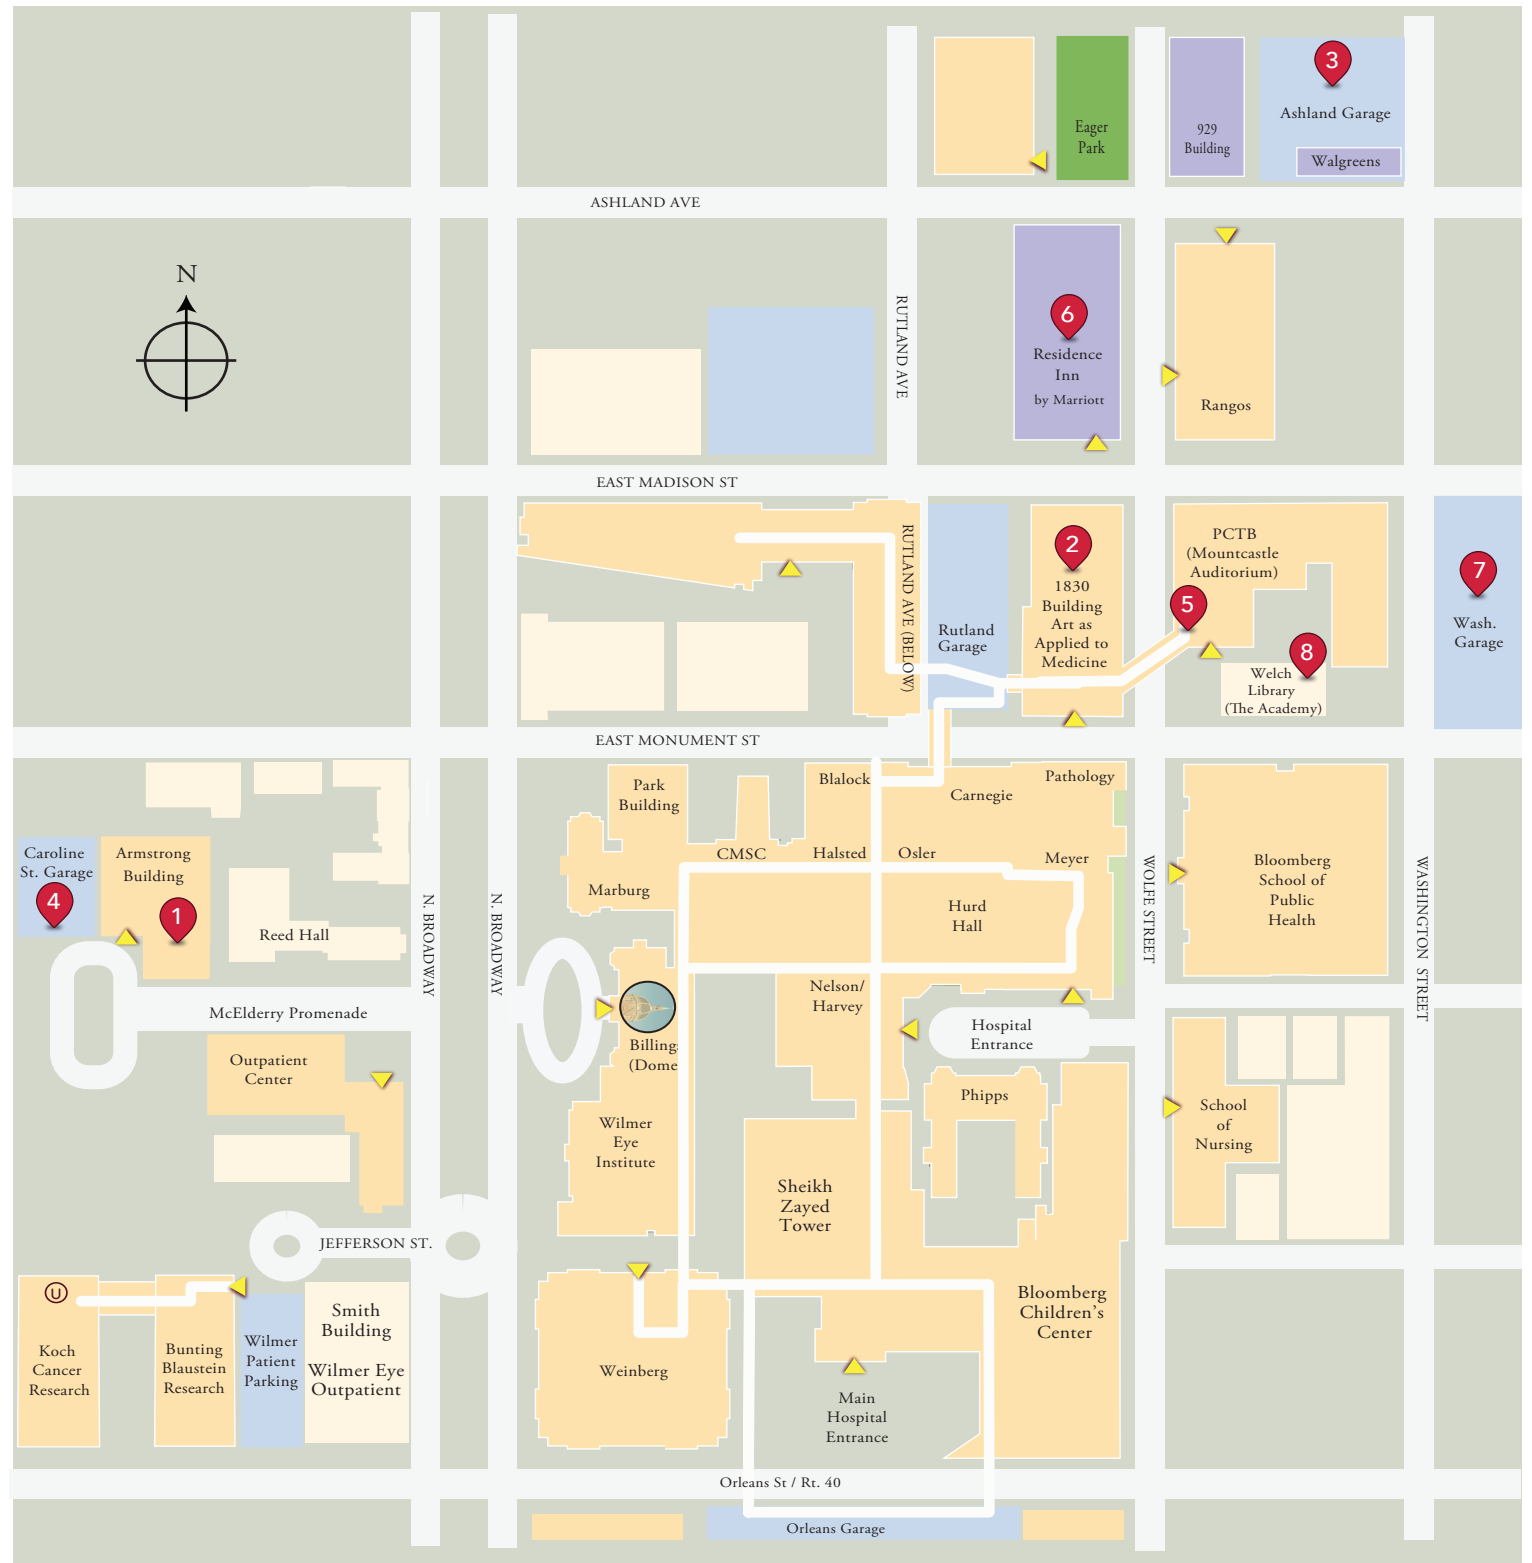 3
Ashland Garage
Walgreens
929
Building
Eager
Park
ASHLAND AVE
N
RUTLAND AVE
6
Residence
Inn
by Marriott
Rangos
EAST MADISON ST
RUTLAND AVE (BELOW)
Rutland
Garage
2
1830
Building
Art as
Applied to
Medicine
PCTB
(Mountcastle
Auditorium)
5
8
Welch
Library
(The Academy)
7
Wash.
Garage
EAST MONUMENT ST
Caroline
St. Garage
4
Armstrong
Building
1
Reed Hall
N. BROADWAY
N. BROADWAY
Park
Building
Blalock
Carnegie
Pathology
CMSC
Halsted
Osler
Meyer
Marburg
Hurd
Hall
WOLFE STREET
Bloomberg
School of
Public
Health
WASHINGTON STREET
McElderry Promenade
Nelson/
Harvey
Hospital
Entrance
Billing
(Dome
Outpatient
Center
Wilmer
Eye
Institute
Phipps
School
of
Nursing
Sheikh
Zayed
Tower
JEFFERSON ST.
U
Koch
Cancer
Research
Bunting
Blaustein
Research
Wilmer
Patient
Parking
Smith
Building
Wilmer Eye
Outpatient
Weinberg
Main
Hospital
Entrance
Bloomberg
Children's
Center
Orleans St / Rt. 40
Orleans Garage